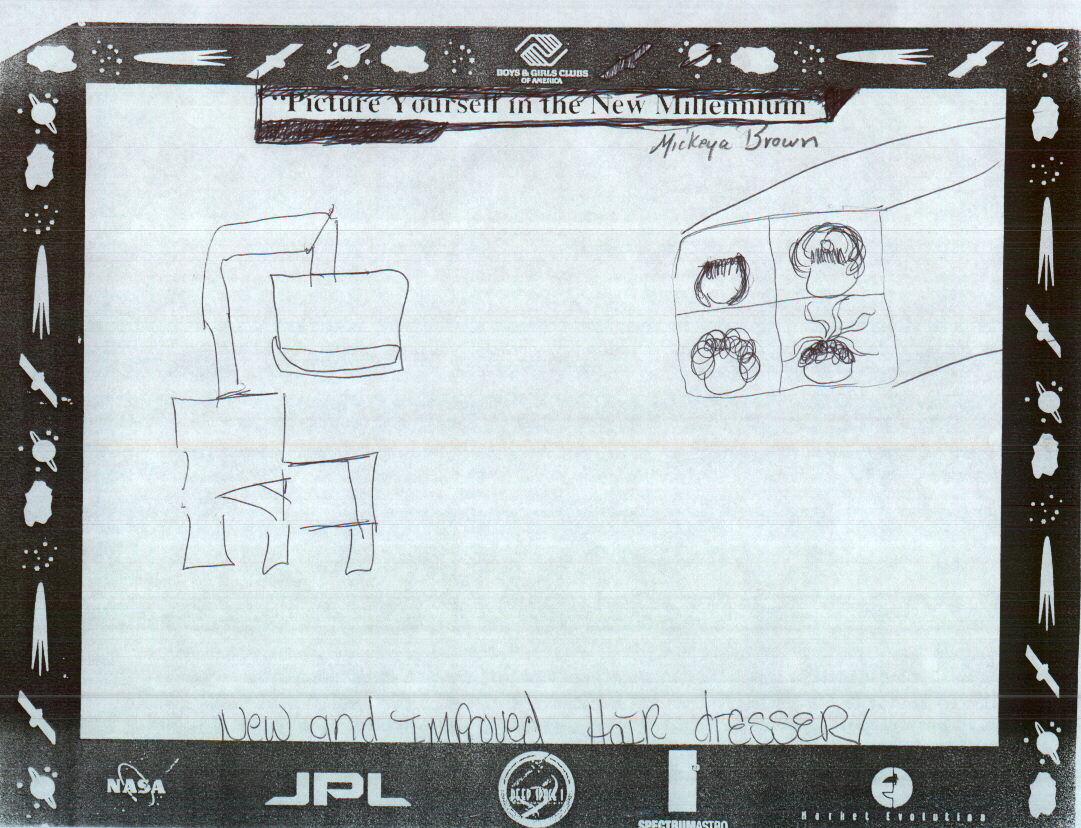 BOYS & GIRLS CLUBS
OF AMERICA
"Picture Yourself in the New Millennium"
Mickeya Brown
New and improved Hair dresser
NASA
JPL
DEEP SPACE 1
SPECTRUMASTRO
Market Evolution